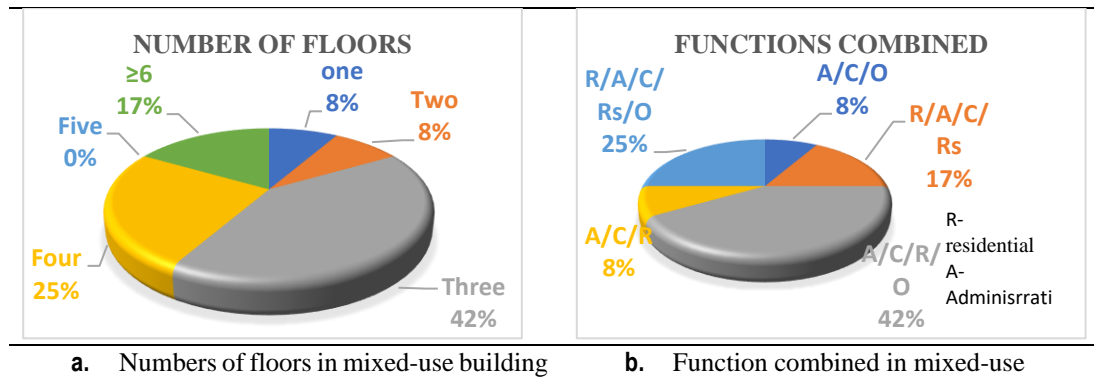 NUMBER OF FLOORS
≥6
17%
one
8%
Two
8%
Five
0%
Four
25%
Three
42%
FUNCTIONS COMBINED
R/A/C/
Rs/O
25%
A/C/O
8%
R/A/C/
Rs
17%
A/C/R
8%
A/C/R/
O
42%
R-
residential
A-
Adminisrrati
a. Numbers of floors in mixed-use building
b. Function combined in mixed-use